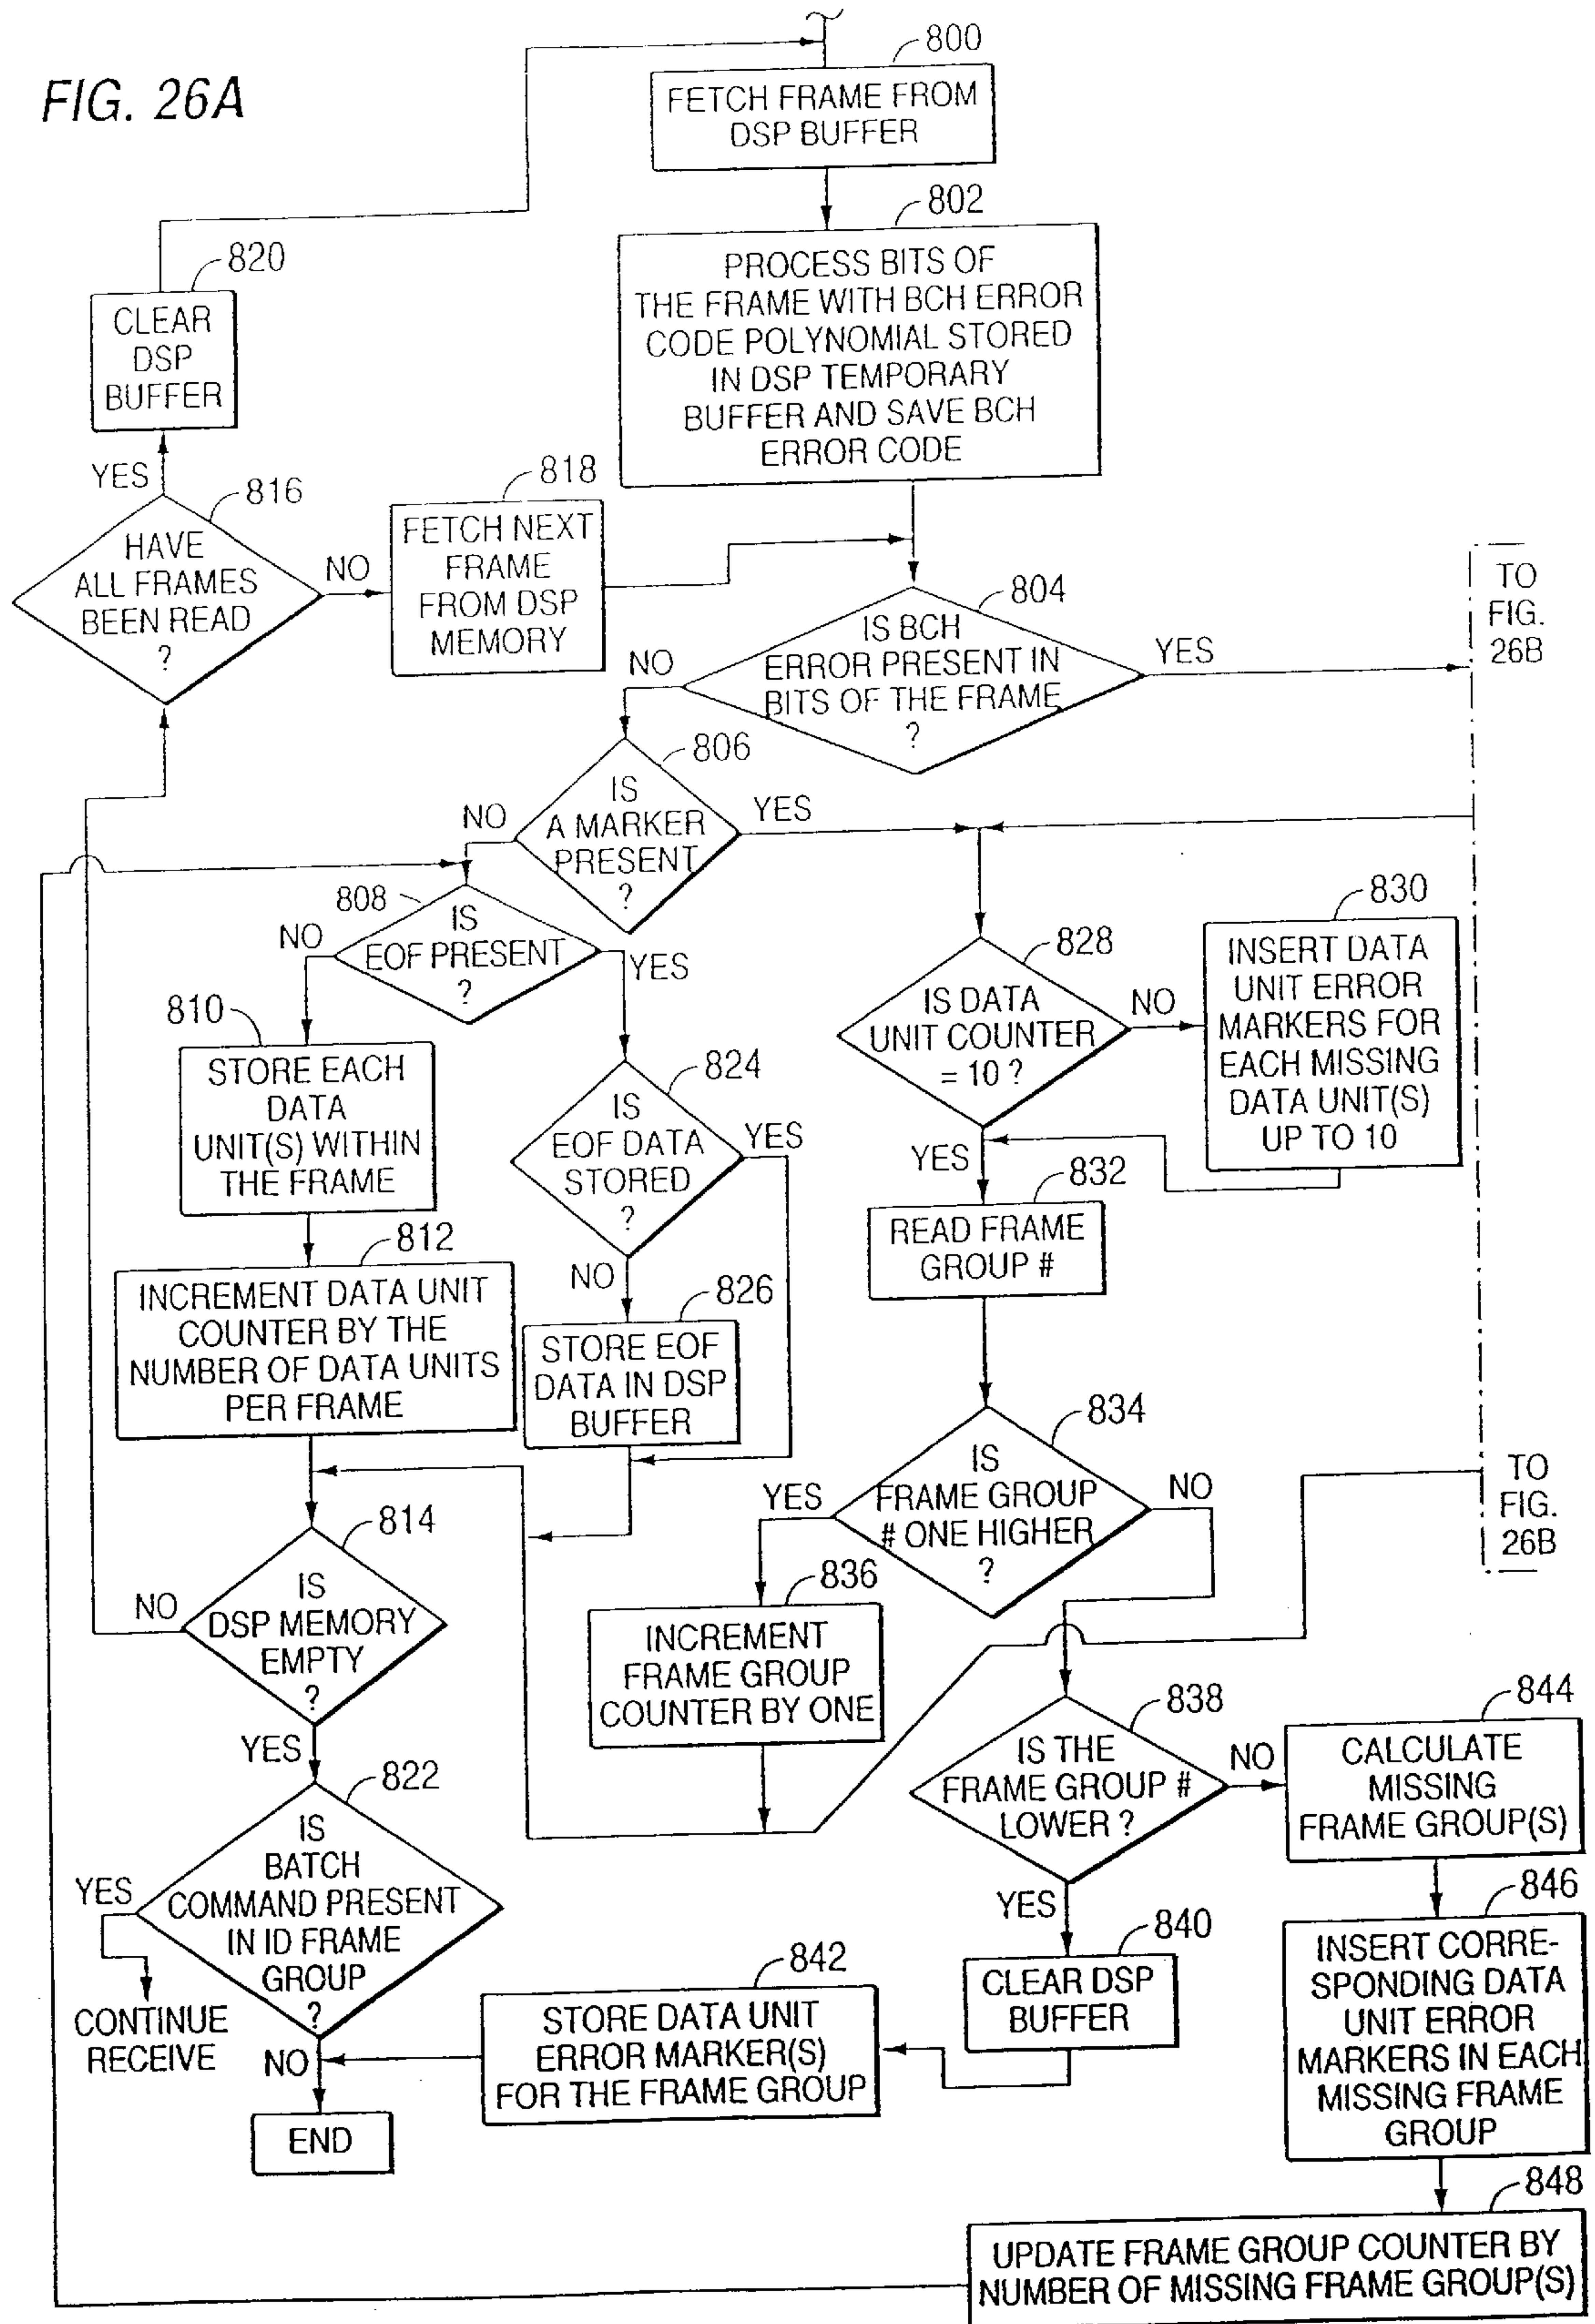 FIG. 26A
800
FETCH FRAME FROM
DSP BUFFER
802
PROCESS BITS OF
THE FRAME WITH BCH ERROR
CODE POLYNOMIAL STORED
IN DSP TEMPORARY
BUFFER AND SAVE BCH
ERROR CODE
820
CLEAR
DSP
BUFFER
YES
816
HAVE
ALL FRAMES
BEEN READ
?
NO
818
FETCH NEXT
FRAME
FROM DSP
MEMORY
804
IS BCH
ERROR PRESENT IN
BITS OF THE FRAME
?
NO
YES
TO
FIG.
26B
806
IS
A MARKER
PRESENT
?
NO
YES
808
IS
EOF PRESENT
?
NO
YES
810
STORE EACH
DATA
UNIT(S) WITHIN
THE FRAME
812
INCREMENT DATA UNIT
COUNTER BY THE
NUMBER OF DATA UNITS
PER FRAME
824
IS
EOF DATA
STORED
?
YES
NO
826
STORE EOF
DATA IN DSP
BUFFER
828
IS DATA
UNIT COUNTER
= 10 ?
NO
YES
830
INSERT DATA
UNIT ERROR
MARKERS FOR
EACH MISSING
DATA UNIT(S)
UP TO 10
832
READ FRAME
GROUP #
834
IS
FRAME GROUP
# ONE HIGHER
?
YES
NO
TO
FIG.
26B
814
IS
DSP MEMORY
EMPTY
?
NO
YES
836
INCREMENT
FRAME GROUP
COUNTER BY ONE
838
IS THE
FRAME GROUP #
LOWER ?
NO
YES
844
CALCULATE
MISSING
FRAME GROUP(S)
822
IS
BATCH
COMMAND PRESENT
IN ID FRAME
GROUP
?
YES
CONTINUE
RECEIVE
NO
END
842
STORE DATA UNIT
ERROR MARKER(S)
FOR THE FRAME GROUP
840
CLEAR DSP
BUFFER
846
INSERT CORRE-
SPONDING DATA
UNIT ERROR
MARKERS IN EACH
MISSING FRAME
GROUP
848
UPDATE FRAME GROUP COUNTER BY
NUMBER OF MISSING FRAME GROUP(S)